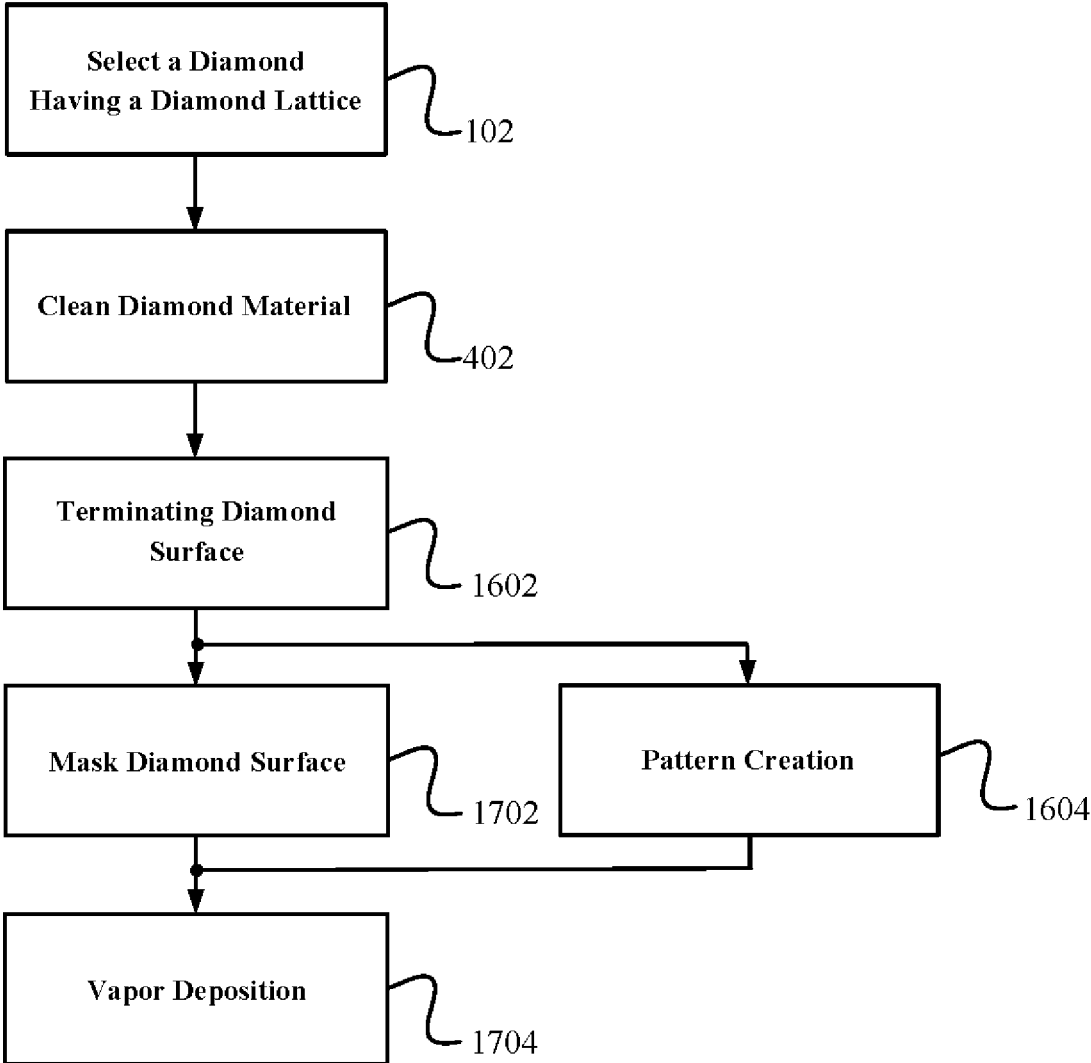 Select a Diamond
Having a Diamond Lattice
102
Clean Diamond Material
402
Terminating Diamond
Surface
1602
Mask Diamond Surface
1702
Pattern Creation
1604
Vapor Deposition
1704